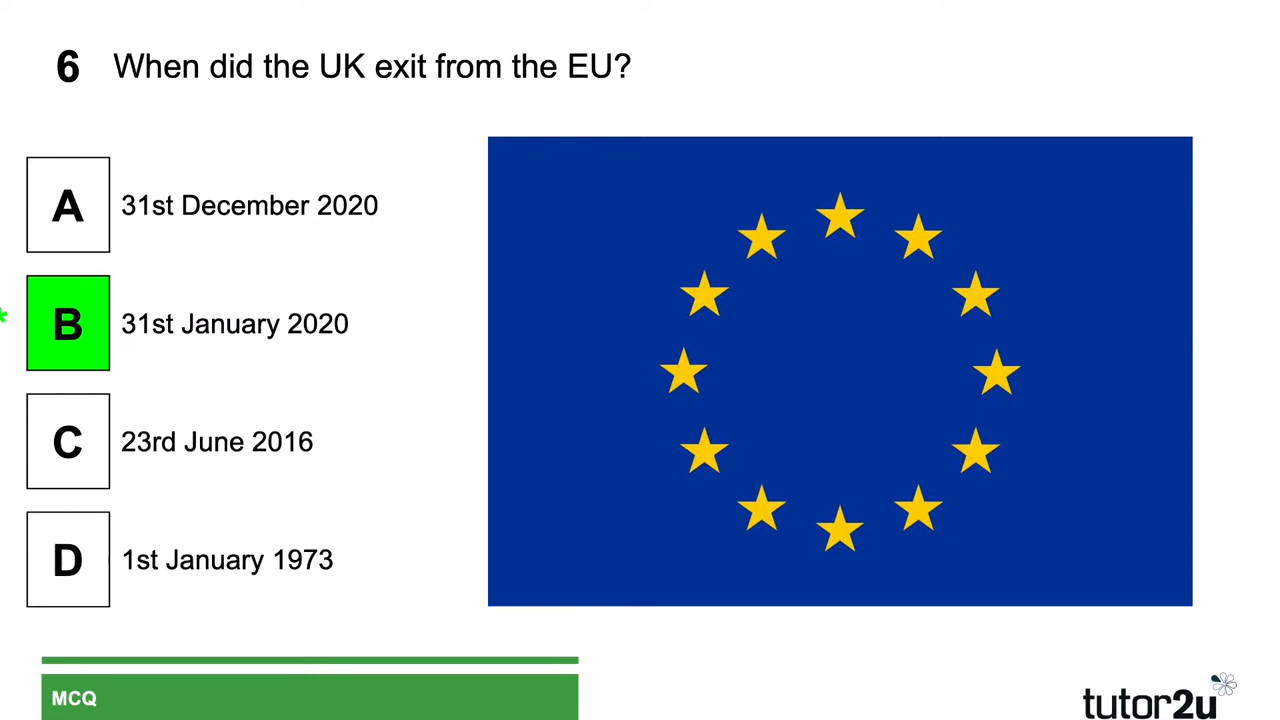 6 When did the UK exit from the EU?
A 31st December 2020
* B 31st January 2020
C 23rd June 2016
D 1st January 1973
MCQ
tutor2u